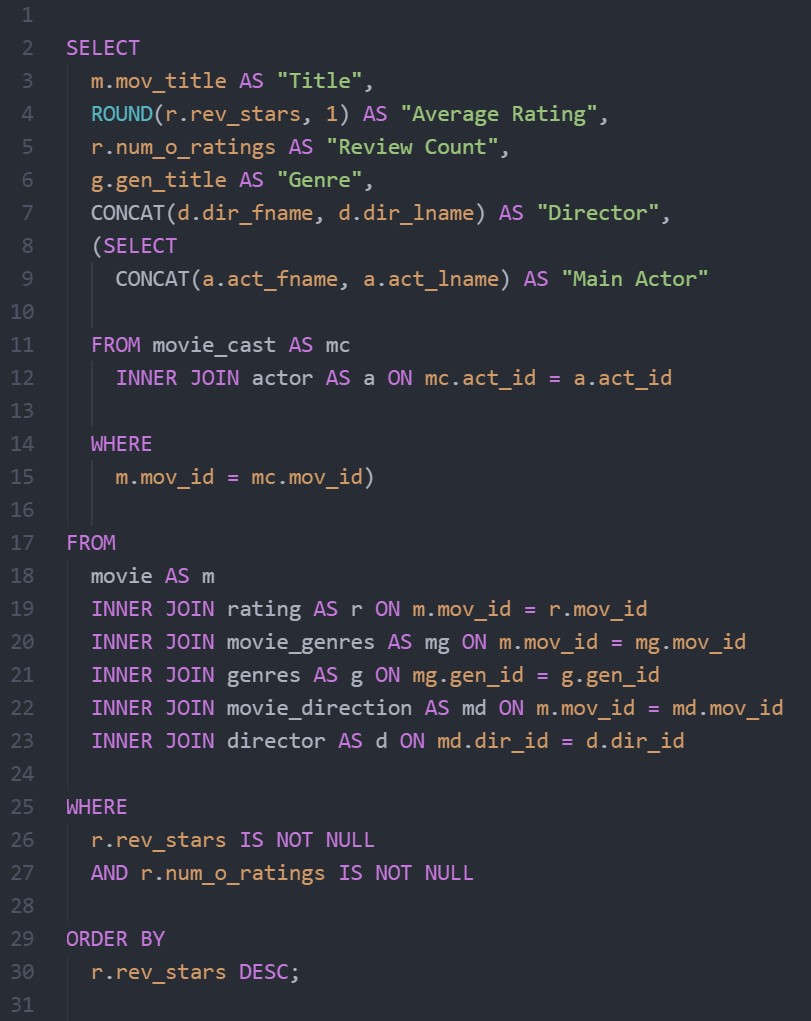 1
2 SELECT
3 m.mov_title AS "Title",
4 ROUND(r.rev_stars, 1) AS "Average Rating",
5 r.num_o_ratings AS "Review Count",
6 g.gen_title AS "Genre",
7 CONCAT(d.dir_fname, d.dir_lname) AS "Director",
8 (SELECT
9 CONCAT(a.act_fname, a.act_lname) AS "Main Actor"
10
11 FROM movie_cast AS mc
12 INNER JOIN actor AS a ON mc.act_id = a.act_id
13
14 WHERE
15 m.mov_id = mc.mov_id)
16
17 FROM
18 movie AS m
19 INNER JOIN rating AS r ON m.mov_id = r.mov_id
20 INNER JOIN movie_genres AS mg ON m.mov_id = mg.mov_id
21 INNER JOIN genres AS g ON mg.gen_id = g.gen_id
22 INNER JOIN movie_direction AS md ON m.mov_id = md.mov_id
23 INNER JOIN director AS d ON md.dir_id = d.dir_id
24
25 WHERE
26 r.rev_stars IS NOT NULL
27 AND r.num_o_ratings IS NOT NULL
28
29 ORDER BY
30 r.rev_stars DESC;
31